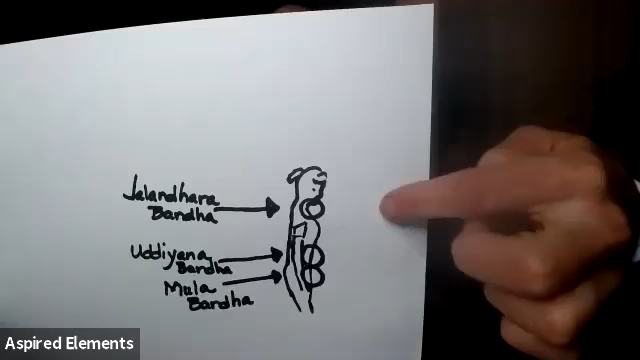 Jalandhara
Bandha
Uddiyana
Bandha
Mula
Bandha
Aspired Elements